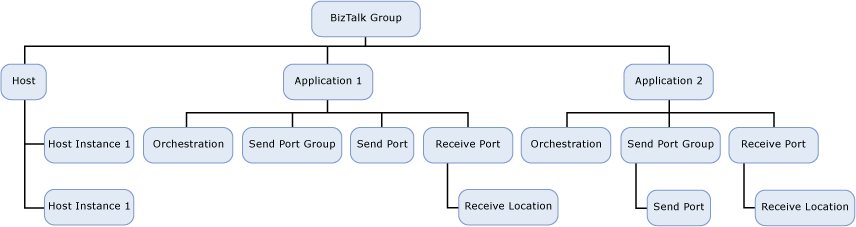 BizTalk Group
Host
Application 1
Application 2
Host Instance 1
Orchestration
Send Port Group
Send Port
Receive Port
Orchestration
Send Port Group
Receive Port
Host Instance 1
Receive Location
Send Port
Receive Location